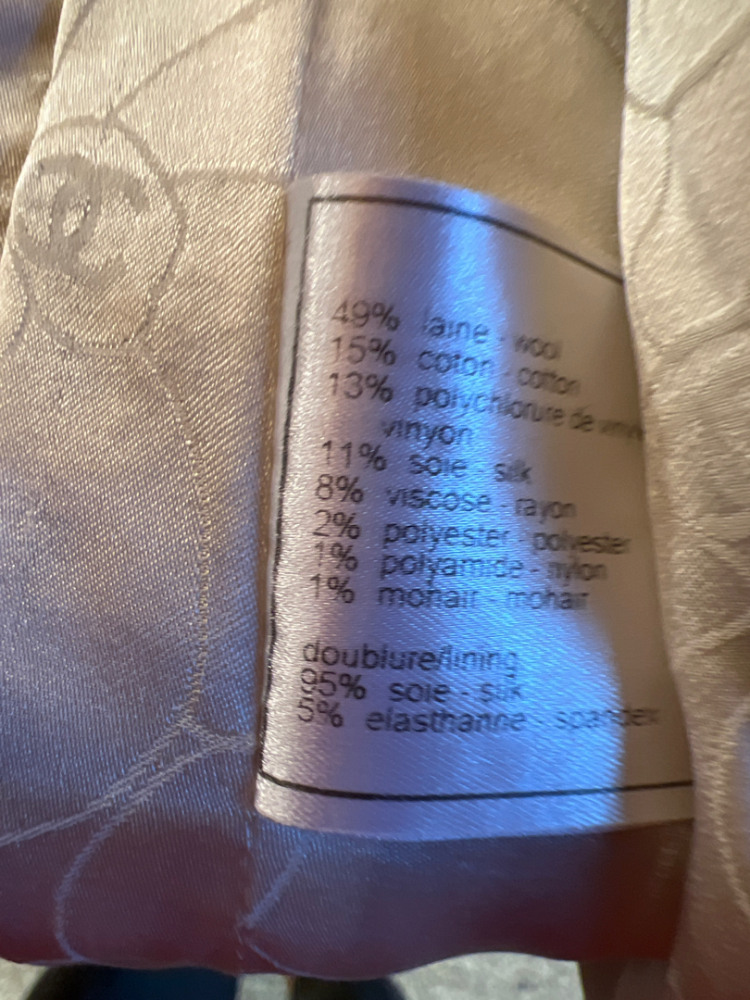 49% laine - wool
15% coton - cotton
13% polychlorure de vinyle
vinyon
11% soie - silk
8% viscose - rayon
2% polyester - polyester
1% polyamide - nylon
1% mohair - mohair
doublure/lining
95% soie - silk
5% elasthanne - spandex